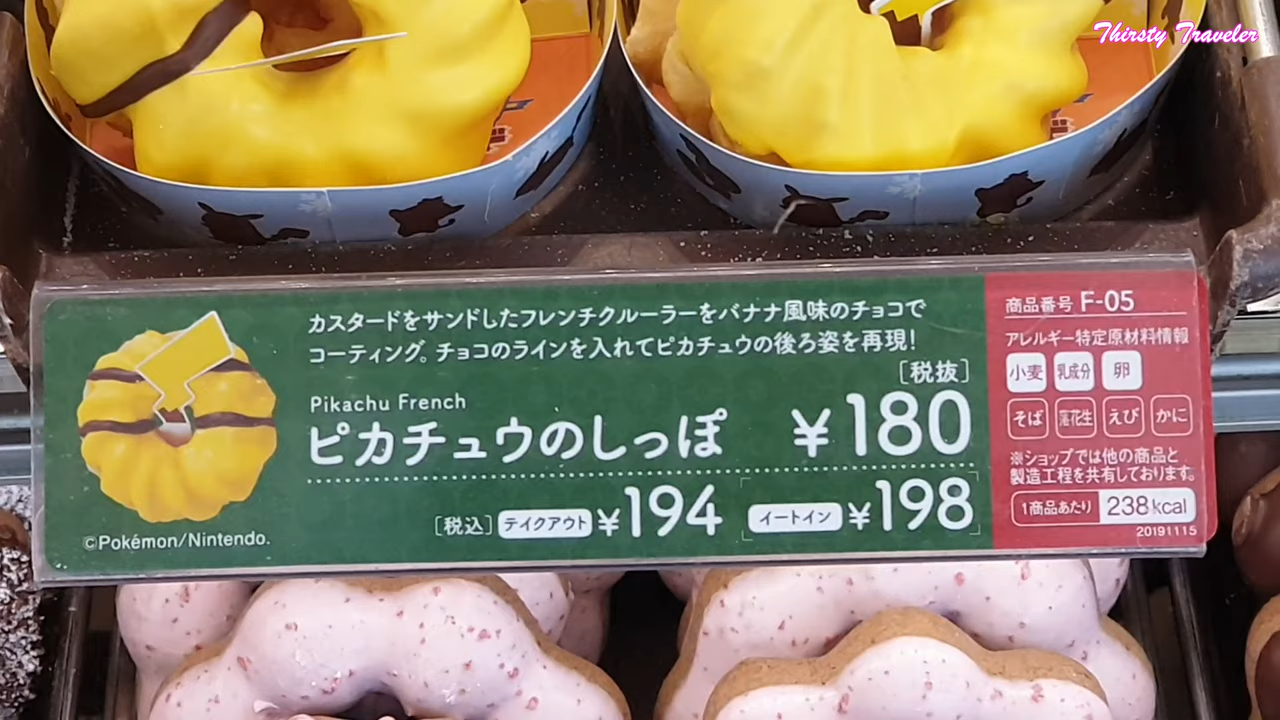 Thirsty Traveler
カスタードをサンドしたフレンチクルーラーをバナナ風味のチョコで
コーティング。チョコのラインを入れてピカチュウの後ろ姿を再現!
[税抜]
Pikachu French
ピカチュウのしっぽ ¥180
[税込] テイクアウト ¥194 イートイン ¥198
©Pokémon/Nintendo.
商品番号 F-05
アレルギー特定原材料情報
小麦 乳成分 卵
そば 落花生 えび かに
※ショップでは他の商品と
製造工程を共有しております。
1商品あたり 238kcal
20191115